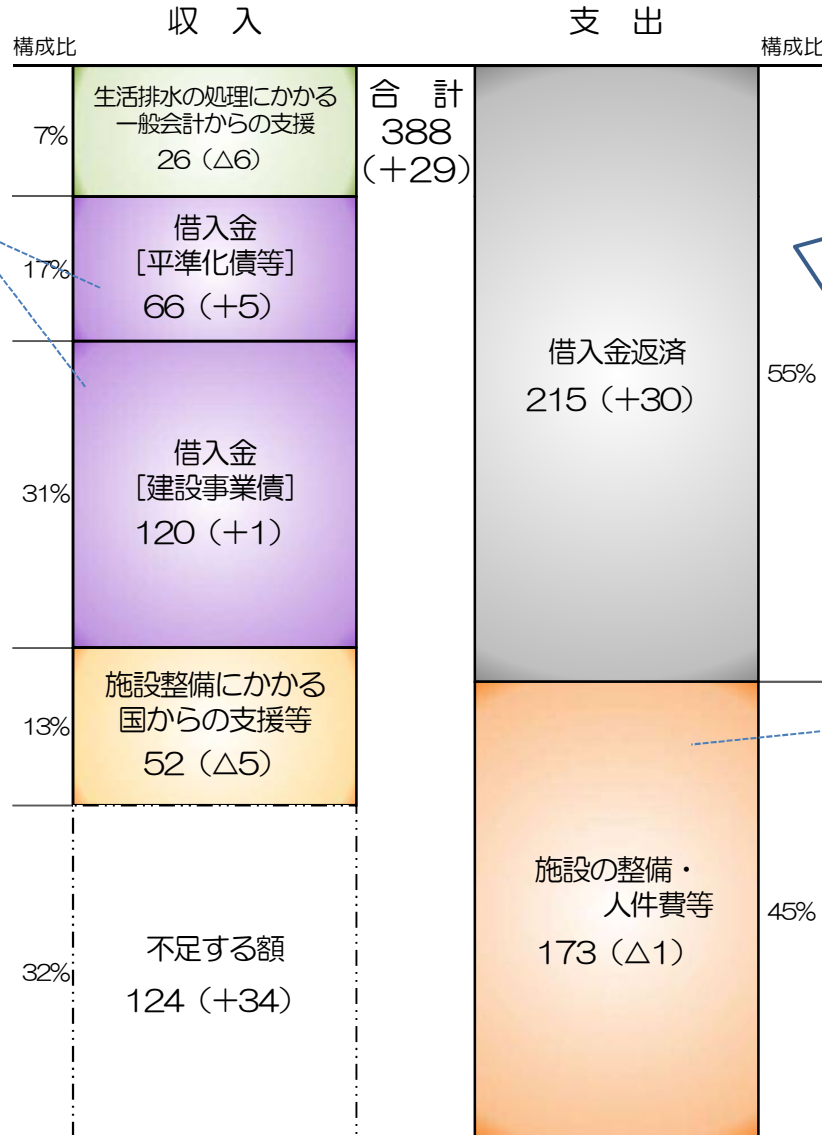 収 入
支 出
構成比
構成比
7%
生活排水の処理にかかる
一般会計からの支援
26（△6）
合 計
388
（+29）
17%
借入金
［平準化債等］
66（+5）
31%
借入金
［建設事業債］
120（+1）
13%
施設整備にかかる
国からの支援等
52（△5）
32%
不足する額
124（+34）
借入金返済
215（+30）
55%
施設の整備・
人件費等
173（△1）
45%